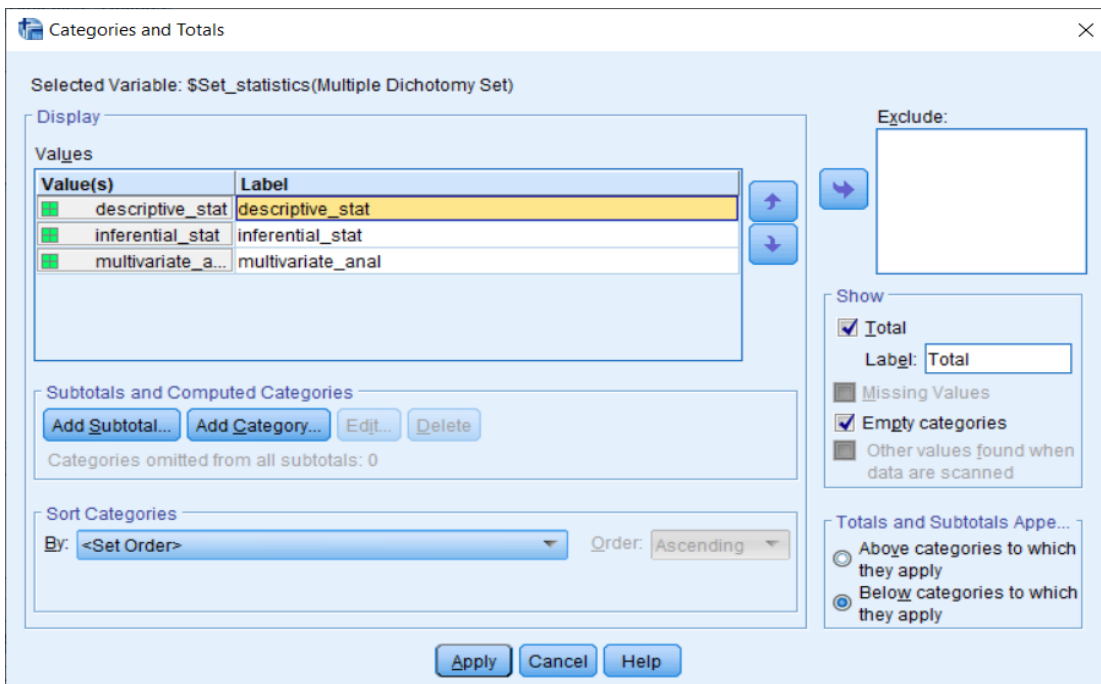 Categories and Totals
Selected Variable: $Set_statistics(Multiple Dichotomy Set)
Display
Values
Value(s) Label
descriptive_stat descriptive_stat
inferential_stat inferential_stat
multivariate_a... multivariate_anal
Subtotals and Computed Categories
Add Subtotal... Add Category... Edit... Delete
Categories omitted from all subtotals: 0
Sort Categories
By: <Set Order> Order: Ascending
Exclude:
Show
Total
Label: Total
Missing Values
Empty categories
Other values found when
data are scanned
Totals and Subtotals Appe...
Above categories to which
they apply
Below categories to which
they apply
Apply Cancel Help